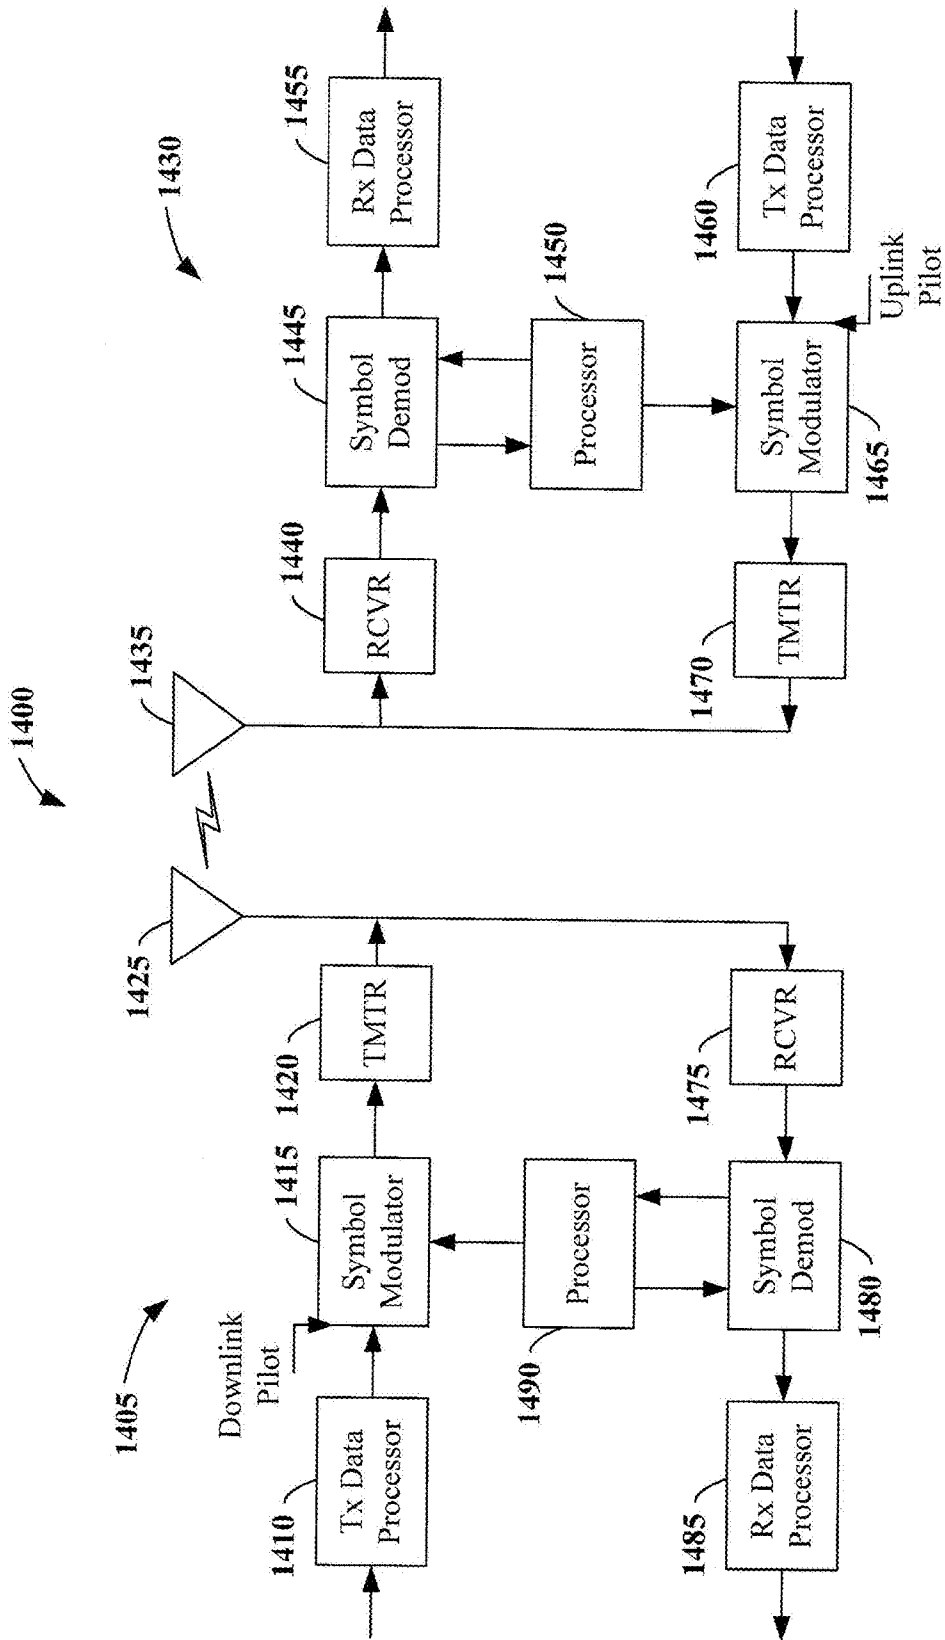 1400
1405
1430
1425
1435
Downlink
Pilot
1410
Tx Data
Processor
1415
Symbol
Modulator
1420
TMTR
1440
RCVR
1445
Symbol
Demod
1455
Rx Data
Processor
1490
Processor
1450
Processor
1485
Rx Data
Processor
1480
Symbol
Demod
1475
RCVR
1470
TMTR
1465
Symbol
Modulator
1460
Tx Data
Processor
Uplink
Pilot